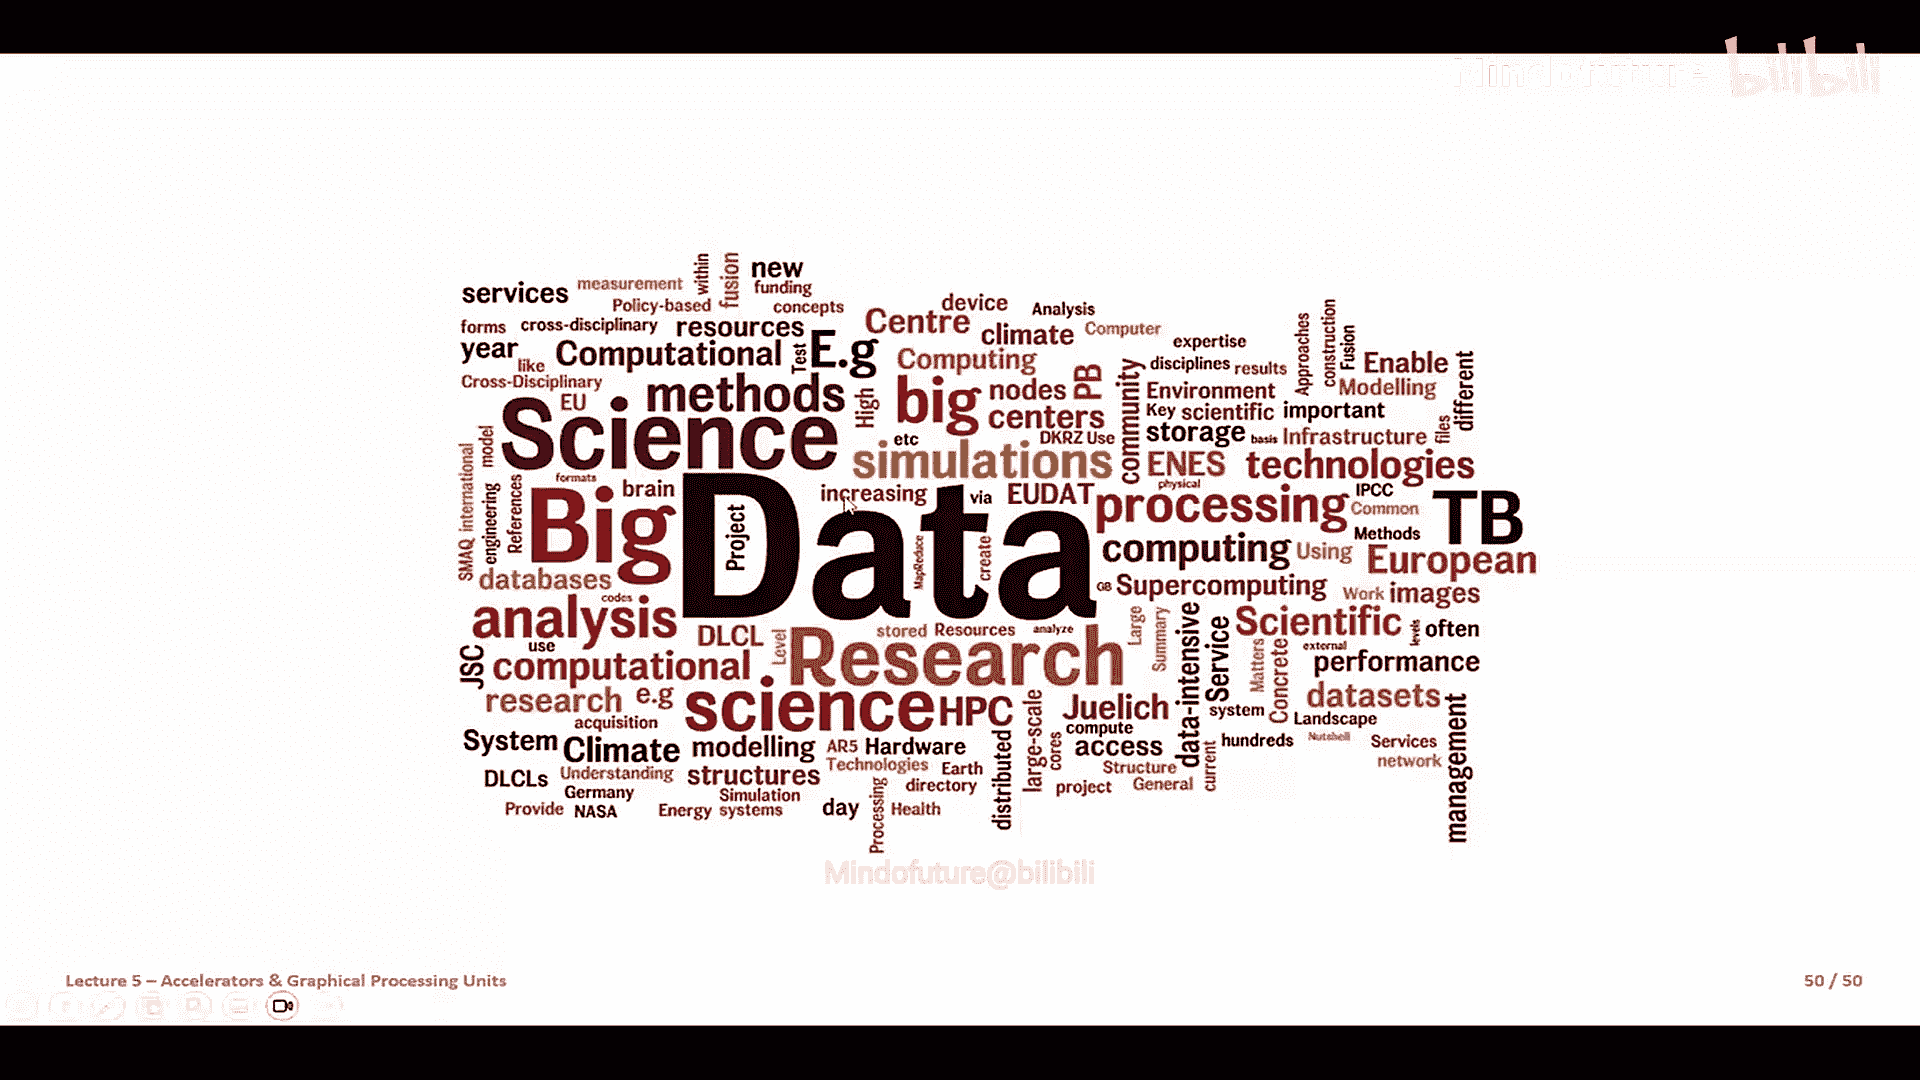 Mindofuture bilibili
within
fusion
new
services
measurement
funding
Policy-based
concepts
device
Analysis
forms
cross-disciplinary
resources
Centre
climate
Computer
year
like
Computational
Test
E.g
Computing
expertise
disciplines
results
Approaches
construction
Fusion
Enable
Modelling
different
Cross-Disciplinary
EU
methods
High
big
nodes
PB
centers
community
Environment
Key
scientific
important
Science
etc
DKRZ
Use
storage
basis
Infrastructure
files
model
international
simulations
ENES
technologies
formats
brain
increasing
via
EUDAT
physical
processing
IPCC
Common
TB
SMAQ
engineering
References
Big
Project
Data
MapReduce
create
computing
Using
Methods
European
databases
codes
GB
Supercomputing
Work
images
analysis
use
DLCL
Level
stored
Resources
analyze
Research
Large
Summary
data-intensive
Service
Scientific
levels
often
external
performance
JSC
computational
research
e.g
acquisition
science
HPC
large-scale
Juelich
Matters
Concrete
datasets
system
Landscape
System
Climate
modelling
AR5
Hardware
distributed
cores
compute
access
current
hundreds
Nutshell
Services
network
management
DLCLs
Understanding
structures
Technologies
Earth
Structure
Germany
Simulation
directory
project
General
Provide
NASA
Energy
systems
day
Processing
Health
Mindofuture@bilibili
Lecture 5 – Accelerators & Graphical Processing Units
50 / 50